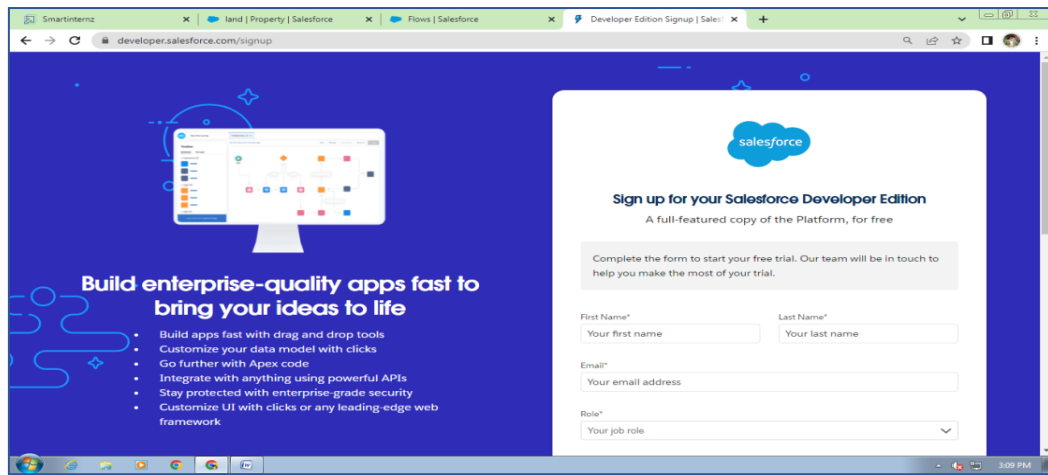 Smartinternz
land | Property | Salesforce
Flows | Salesforce
Developer Edition Signup | Sales
developer.salesforce.com/signup
salesforce
Sign up for your Salesforce Developer Edition
A full-featured copy of the Platform, for free
Complete the form to start your free trial. Our team will be in touch to
help you make the most of your trial.
First Name*
Last Name*
Your first name
Your last name
Email*
Your email address
Role*
Your job role
Build enterprise-quality apps fast to
bring your ideas to life
• Build apps fast with drag and drop tools
• Customize your data model with clicks
• Go further with Apex code
• Integrate with anything using powerful APIs
• Stay protected with enterprise-grade security
• Customize UI with clicks or any leading-edge web
framework
3:09 PM